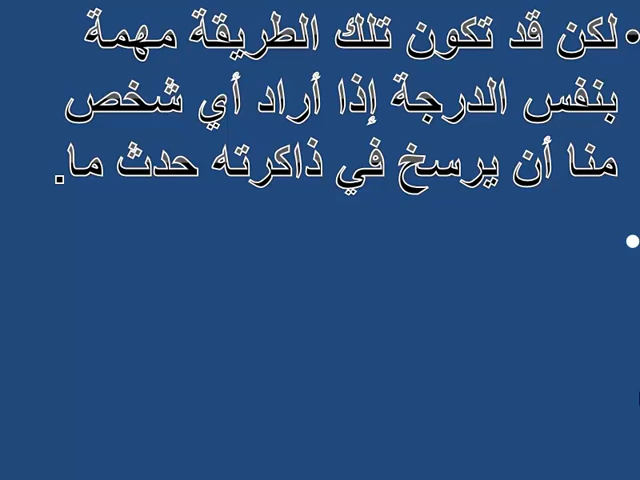 • لكن قد تكون تلك الطريقة مهمة
بنفس الدرجة إذا أراد أي شخص
منا أن يرسخ في ذاكرته حدث ما.
•